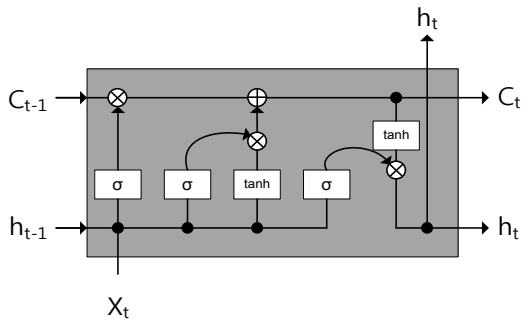 h_t
C_{t-1} C_t
tanh
σ σ tanh σ
h_{t-1} h_t
X_t